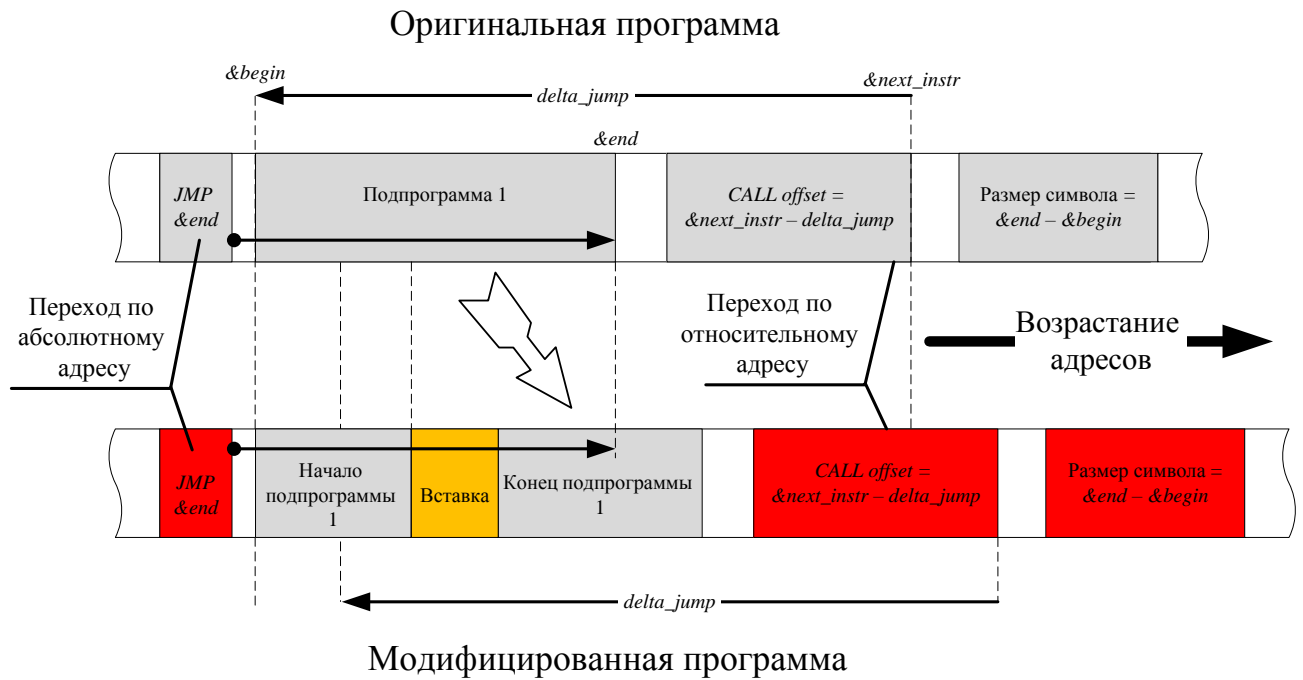 Оригинальная программа
&begin
delta_jump
&next_instr
&end
JMP
&end
Подпрограмма 1
CALL offset =
&next_instr – delta_jump
Размер символа =
&end – &begin
Переход по
абсолютному
адресу
Переход по
относительному
адресу
Возрастание
адресов
JMP
&end
Начало
подпрограммы
1
Вставка
Конец подпрограммы
1
CALL offset =
&next_instr – delta_jump
Размер символа =
&end – &begin
delta_jump
Модифицированная программа